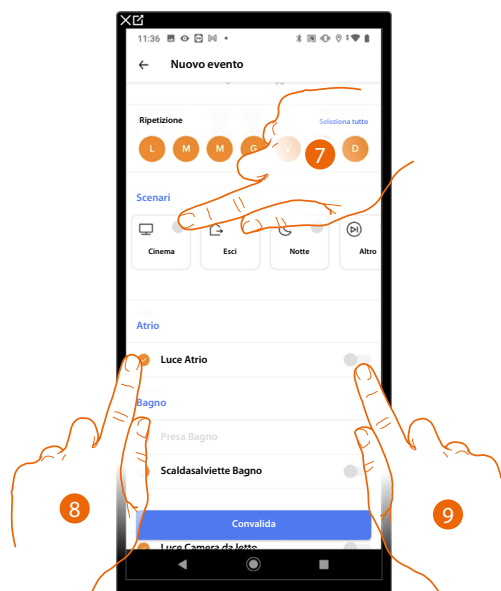 11:36
Nuovo evento
Ripetizione
Seleziona tutto
L M M G V D
7
Scenari
Cinema Esci Notte Altro
Atrio
Luce Atrio
Bagno
Presa Bagno
Scaldasalviette Bagno
8
9
Convalida
Luce Camera da letto